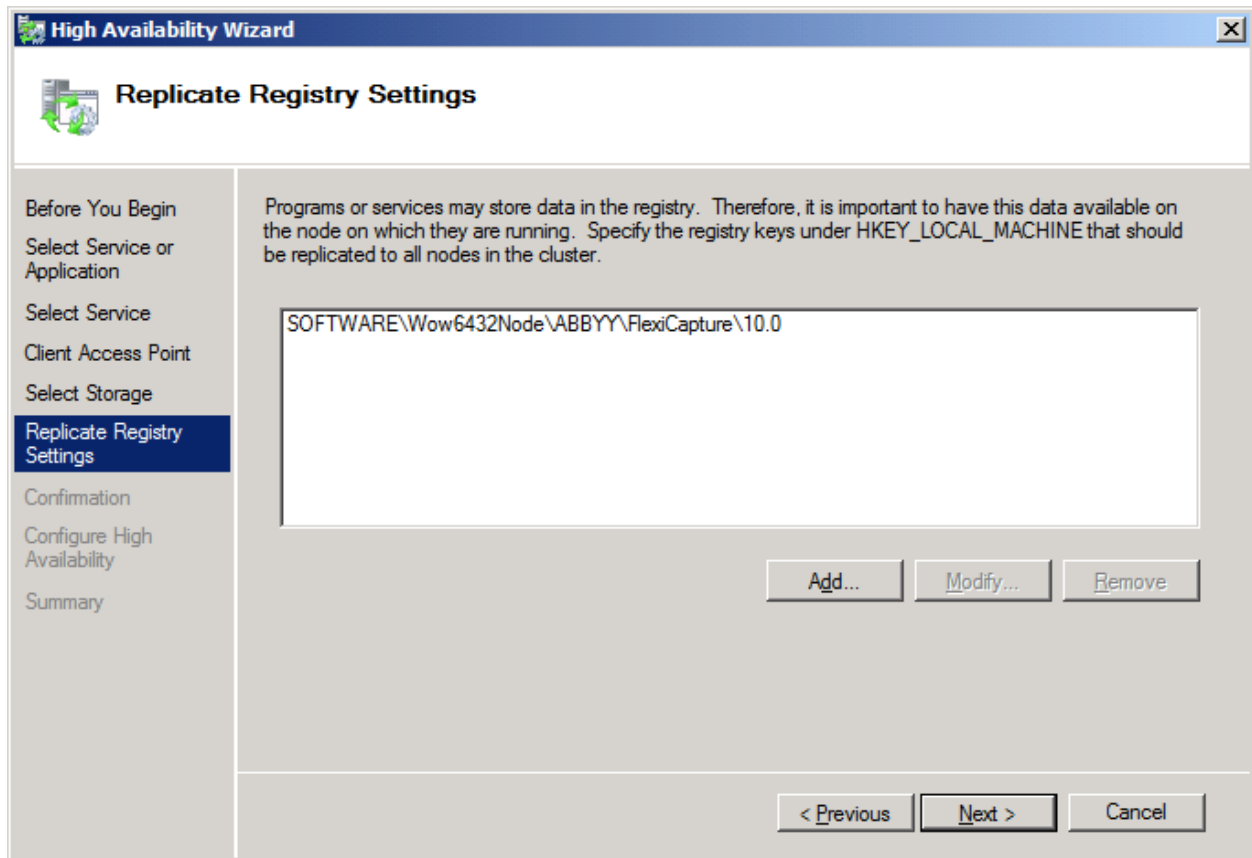 High Availability Wizard
Replicate Registry Settings
Before You Begin
Select Service or
Application
Select Service
Client Access Point
Select Storage
Replicate Registry
Settings
Confirmation
Configure High
Availability
Summary
Programs or services may store data in the registry.  Therefore, it is important to have this data available on
the node on which they are running.  Specify the registry keys under HKEY_LOCAL_MACHINE that should
be replicated to all nodes in the cluster.
SOFTWARE\Wow6432Node\ABBYY\FlexiCapture\10.0
Add... Modify... Remove
< Previous Next > Cancel